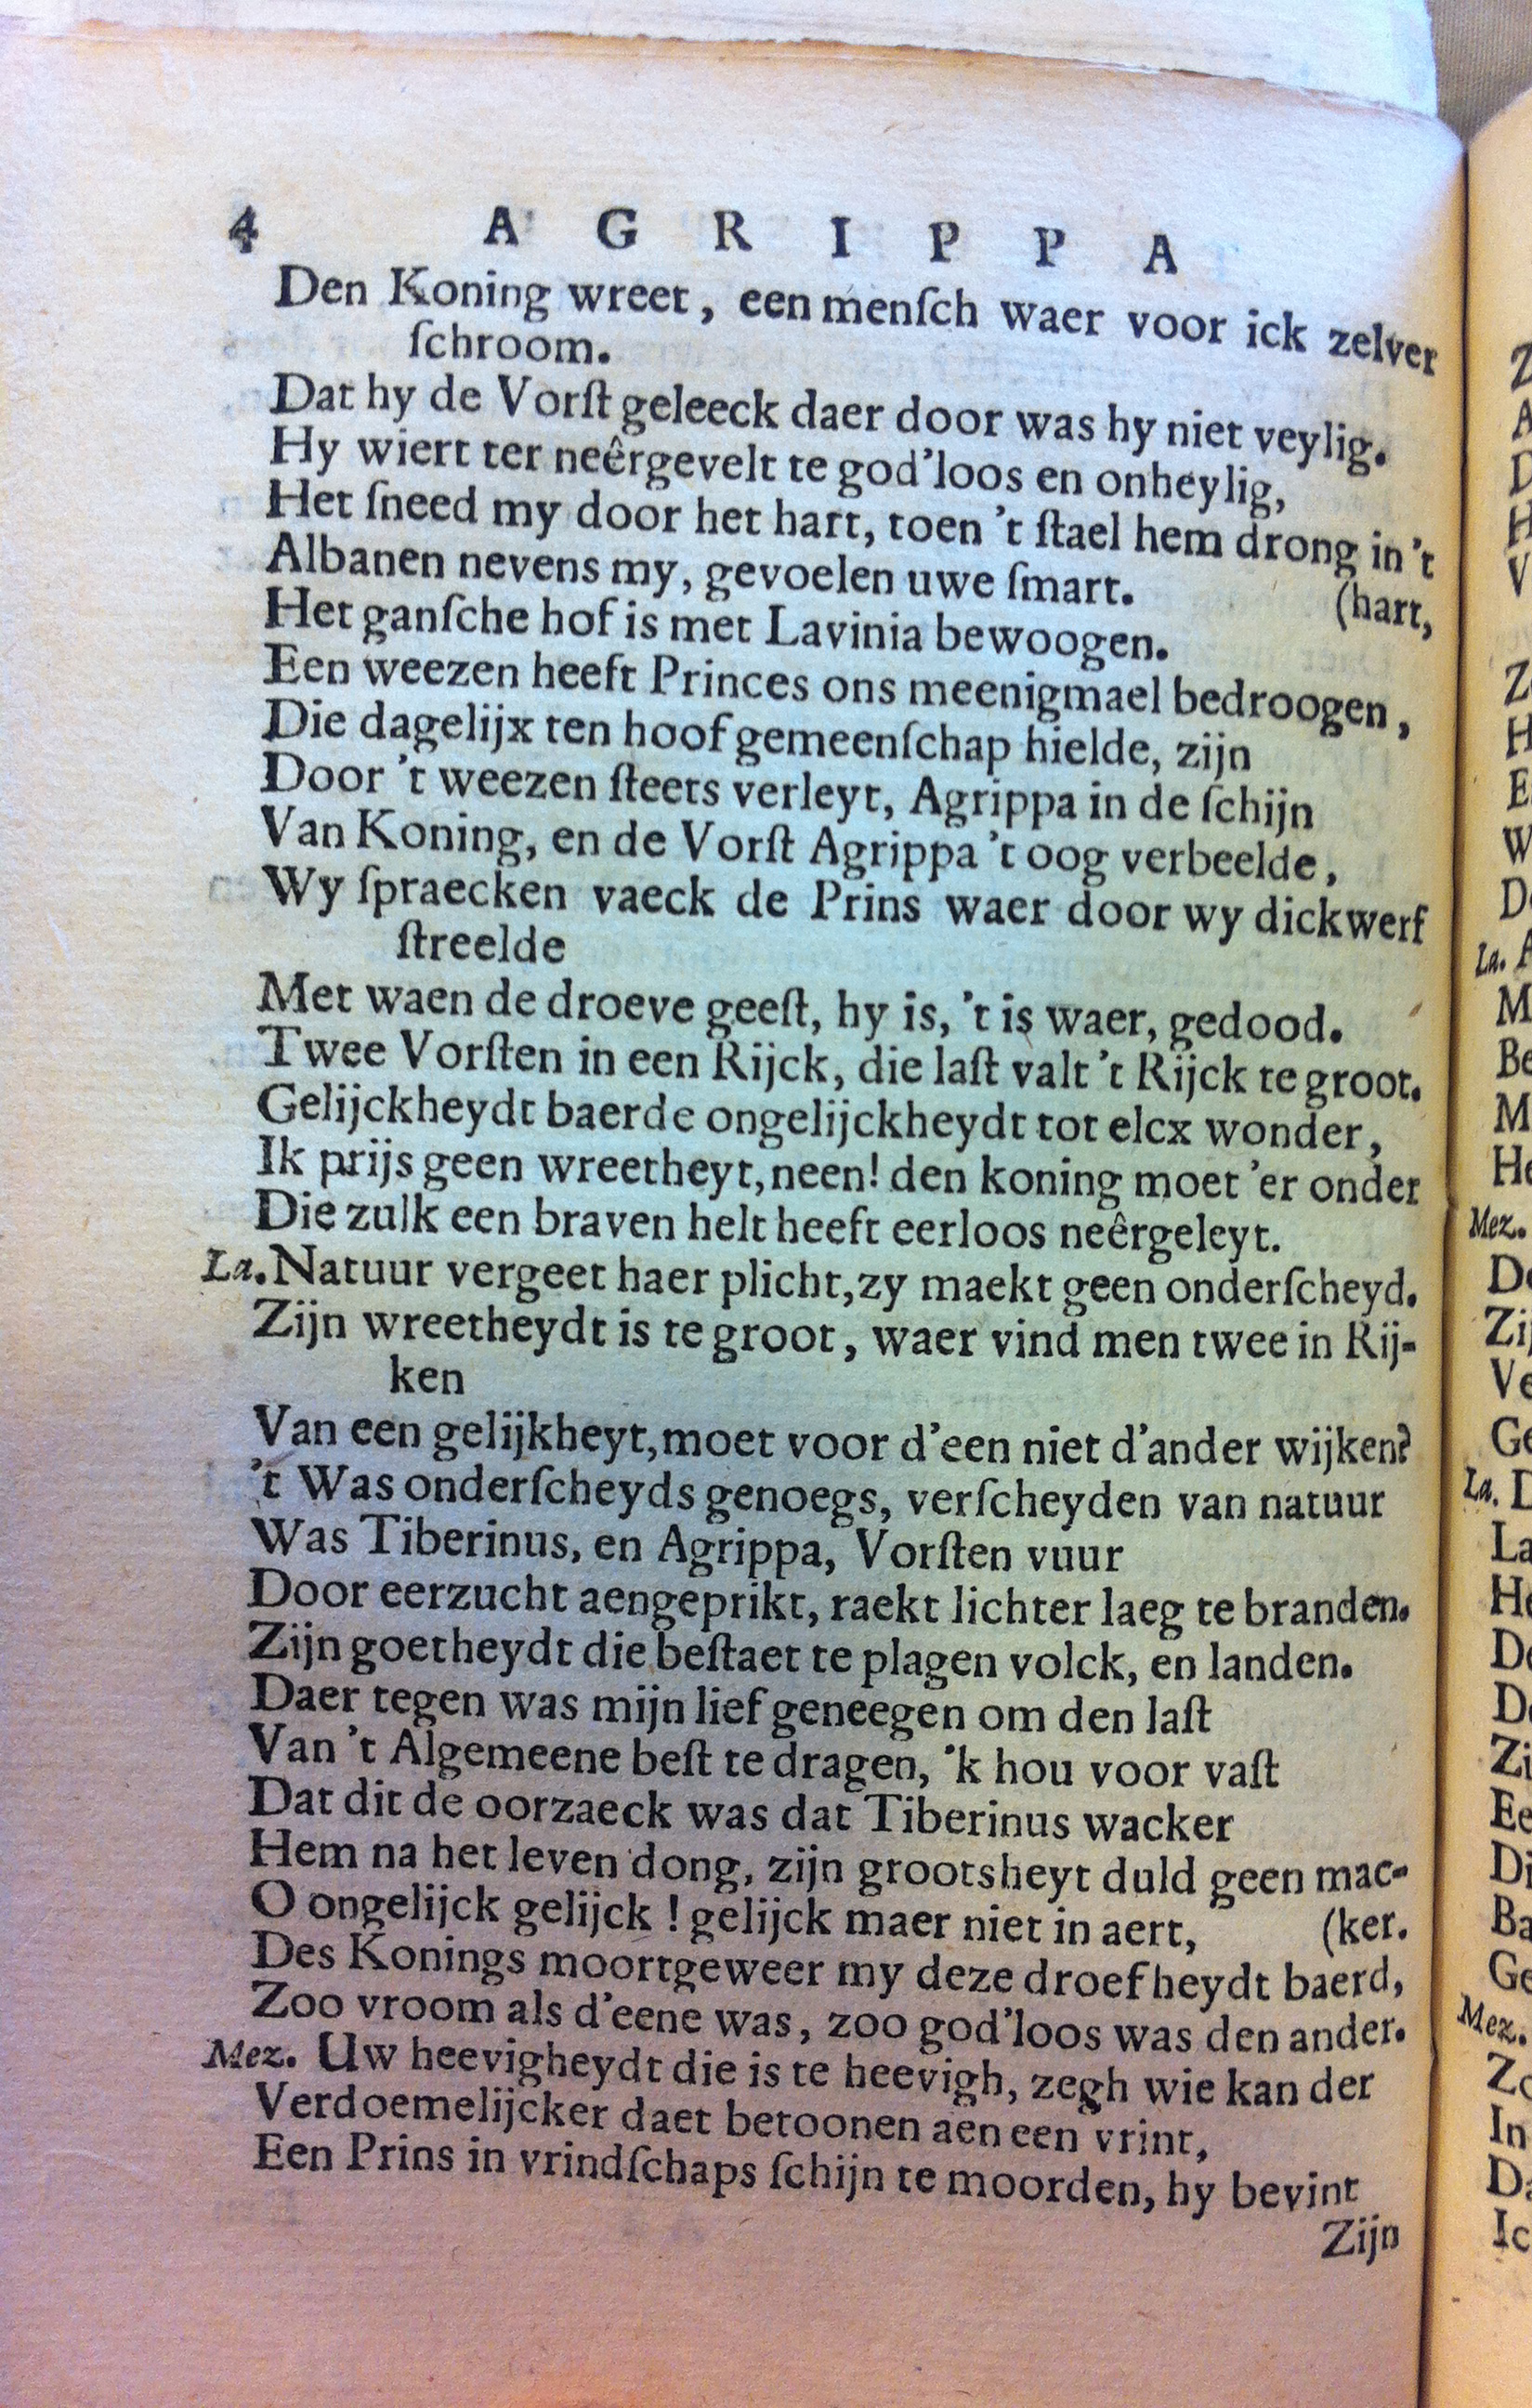 4 A G R I P P A
Den Koning wreet, een menſch waer voor ick zelver
ſchroom.
Dat hy de Vorſt geleeck daer door was hy niet veylig.
Hy wiert ter neêrgevelt te god'loos en onheylig,
Het ſneed my door het hart, toen 't ſtael hem drong in 't
Albanen nevens my, gevoelen uwe ſmart. (hart,
Het ganſche hof is met Lavinia bewoogen.
Een weezen heeft Princes ons meenigmael bedroogen,
Die dagelijx ten hoof gemeenſchap hielde, zijn
Door 't weezen ſteets verleyt, Agrippa in de ſchijn
Van Koning, en de Vorſt Agrippa 't oog verbeelde,
Wy ſpraecken vaeck de Prins waer door wy dickwerf
ſtreelde
Met waen de droeve geeſt, hy is, 't is waer, gedood.
Twee Vorſten in een Rijck, die laſt valt 't Rijck te groot.
Gelijckheydt baerde ongelijckheydt tot elcx wonder,
Ik prijs geen wreetheyt, neen! den koning moet 'er onder
Die zulk een braven helt heeft eerloos neêrgeleyt.
La. Natuur vergeet haer plicht, zy maekt geen onderſcheyd.
Zijn wreetheydt is te groot, waer vind men twee in Rij-
ken
Van een gelijkheyt, moet voor d'een niet d'ander wijken?
't Was onderſcheyds genoegs, verſcheyden van natuur
Was Tiberinus, en Agrippa, Vorſten vuur
Door eerzucht aengeprikt, raekt lichter laeg te branden.
Zijn goetheydt die beſtaet te plagen volck, en landen.
Daer tegen was mijn lief geneegen om den laſt
Van 't Algemeene beſt te dragen, 'k hou voor vaſt
Dat dit de oorzaeck was dat Tiberinus wacker
Hem na het leven dong, zijn grootsheyt duld geen mac-
O ongelijck gelijck ! gelijck maer niet in aert, (ker.
Des Konings moortgeweer my deze droefheydt baerd,
Zoo vroom als d'eene was, zoo god'loos was den ander.
Mez. Uw heevigheydt die is te heevigh, zegh wie kan der
Verdoemelijcker daet betoonen aen een vrint,
Een Prins in vrindſchaps ſchijn te moorden, hy bevint
Zijn